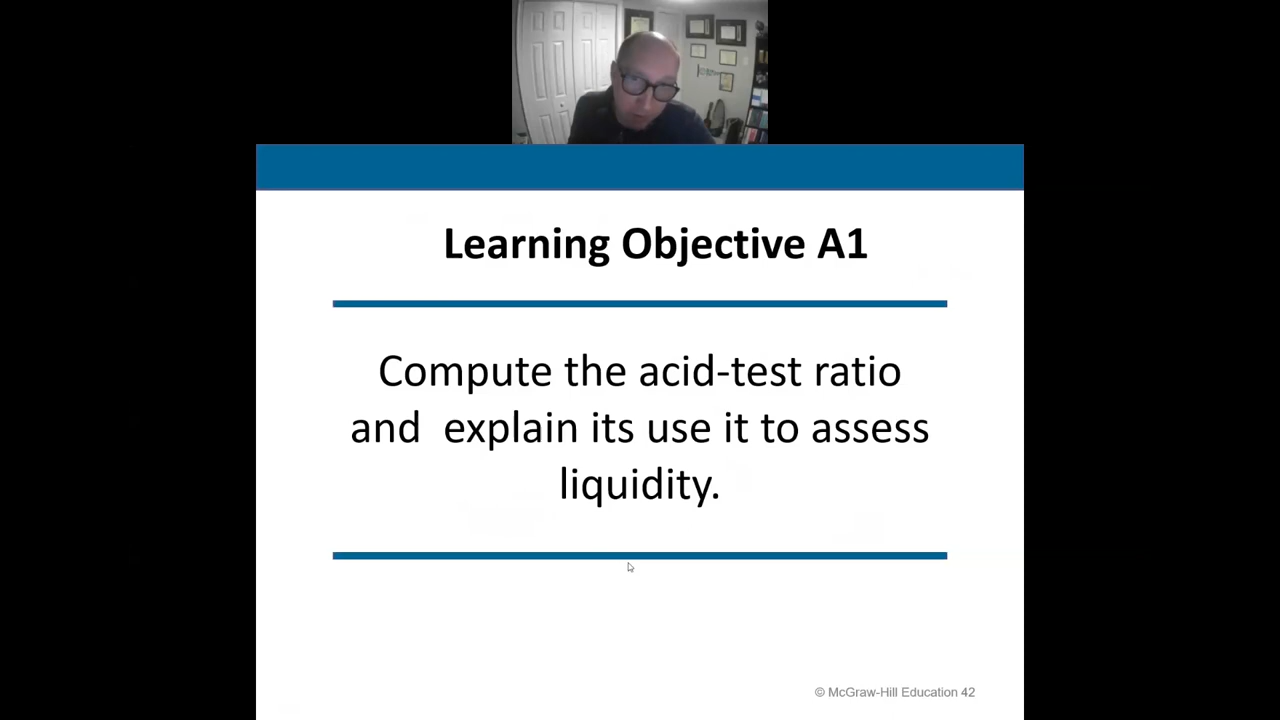 Learning Objective A1
Compute the acid-test ratio
and  explain its use it to assess
liquidity.
© McGraw-Hill Education 42